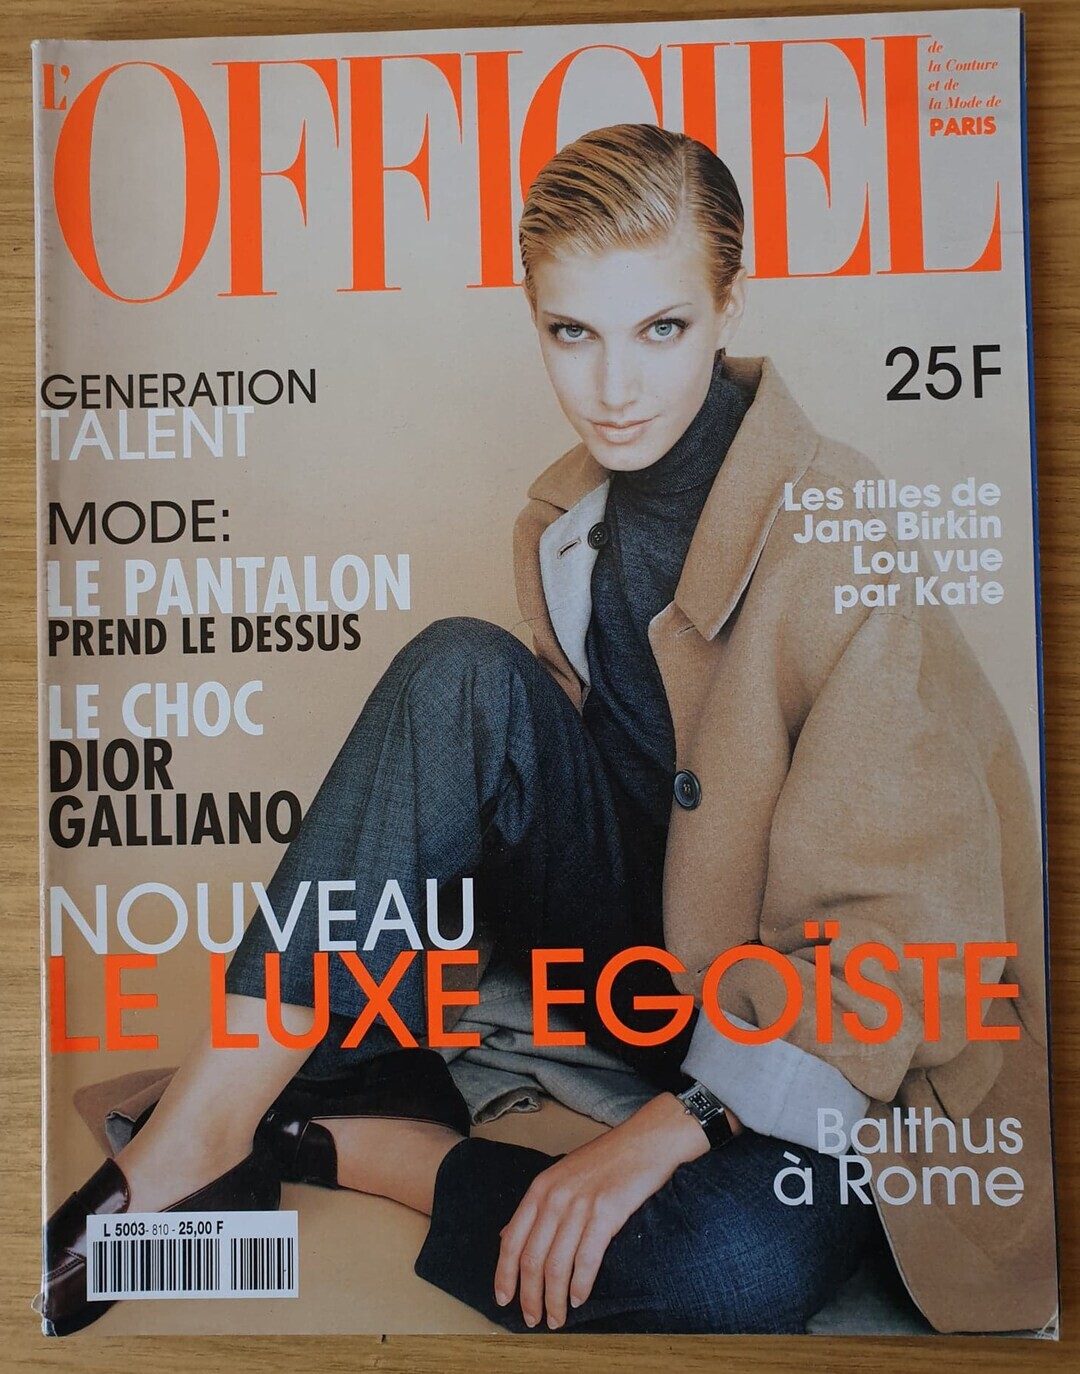 L'OFFICIEL
de
la Couture
et de
la Mode de
PARIS
25F
GENERATION
TALENT
MODE:
LE PANTALON
PREND LE DESSUS
LE CHOC
DIOR
GALLIANO
Les filles de
Jane Birkin
Lou vue
par Kate
NOUVEAU
LE LUXE EGOÏSTE
Balthus
à Rome
L 5003- 810 - 25,00 F